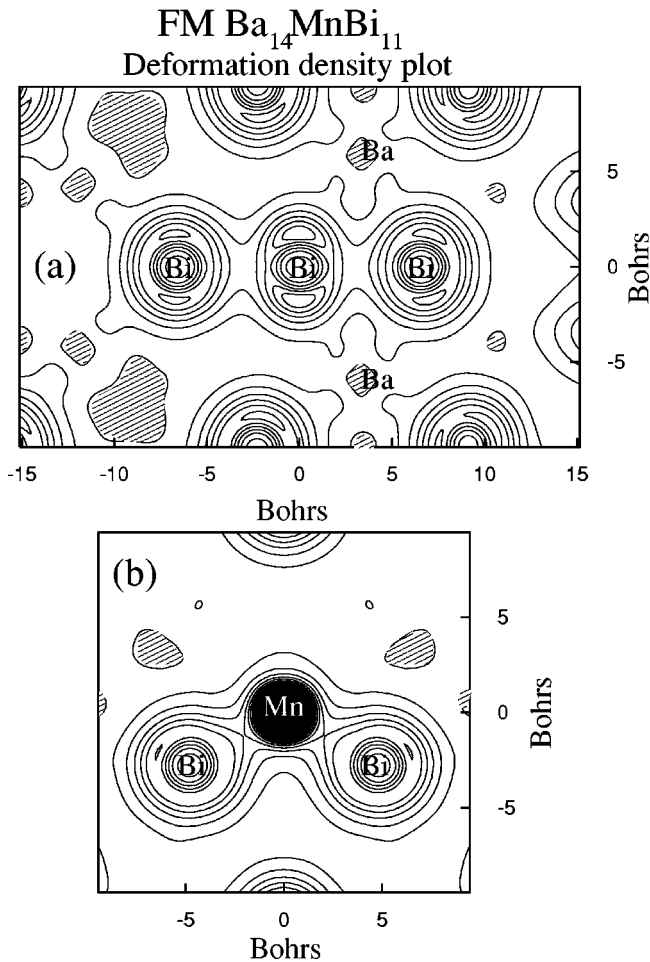 FM Ba₁₄MnBi₁₁
Deformation density plot
Ba
5
(a) Bi Bi Bi
0
Bohrs
-5
Ba
-15 -10 -5 0 5 10 15
Bohrs
(b)
5
Mn
0
Bohrs
Bi Bi
-5
-5 0 5
Bohrs